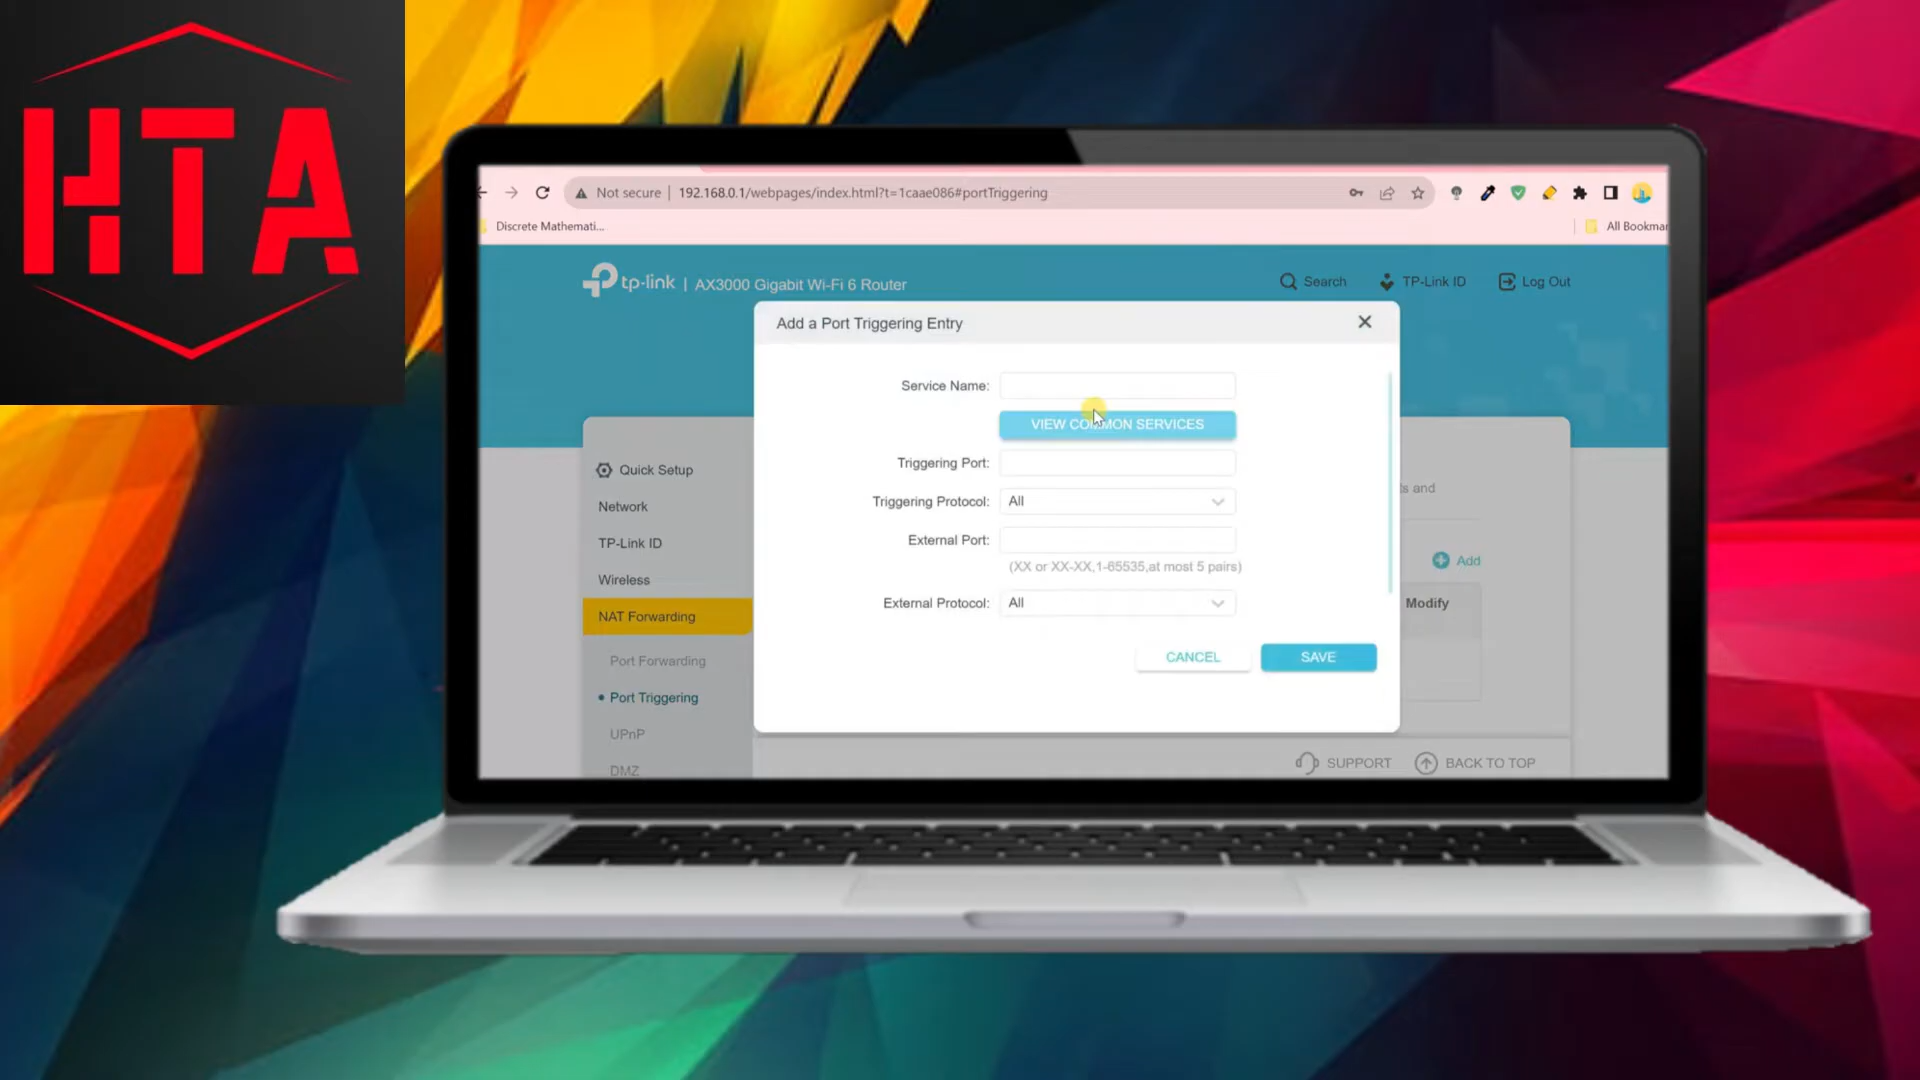 HTA
Not secure | 192.168.0.1/webpages/index.html?t=1caae086#portTriggering
Discrete Mathemati...
All Bookmar
tp-link | AX3000 Gigabit Wi-Fi 6 Router
Search
TP-Link ID
Log Out
Add a Port Triggering Entry
Service Name:
VIEW COMMON SERVICES
Triggering Port:
Triggering Protocol: All
External Port:
(XX or XX-XX,1-65535,at most 5 pairs)
External Protocol: All
CANCEL
SAVE
Quick Setup
Network
TP-Link ID
Wireless
NAT Forwarding
Port Forwarding
Port Triggering
UPnP
DMZ
and
Add
Modify
SUPPORT
BACK TO TOP